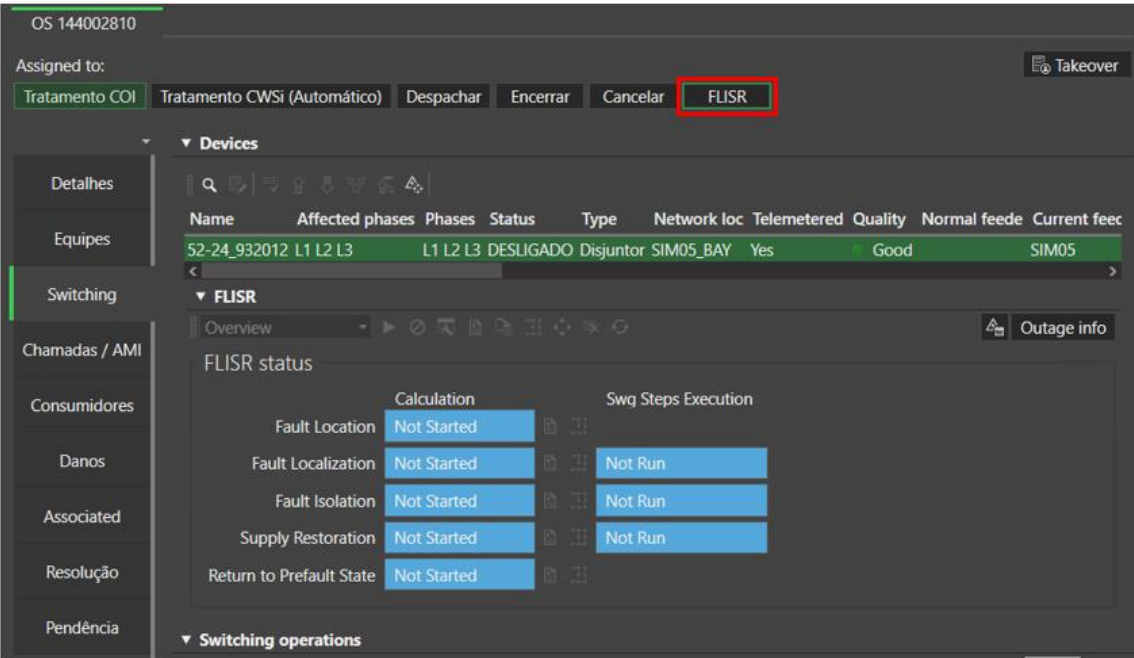 OS 144002810
Assigned to:
Takeover
Tratamento COI Tratamento CWSi (Automático) Despachar Encerrar Cancelar FLISR
Devices
Detalhes
Name Affected phases Phases Status Type Network loc Telemetered Quality Normal feede Current feec
Equipes
52-24_932012 L1 L2 L3 L1 L2 L3 DESLIGADO Disjuntor SIM05_BAY Yes Good SIM05
Switching
FLISR
Overview Outage info
Chamadas / AMI
FLISR status
Consumidores
Calculation Swg Steps Execution
Fault Location Not Started
Danos
Fault Localization Not Started Not Run
Associated
Fault Isolation Not Started Not Run
Supply Restoration Not Started Not Run
Resolução
Return to Prefault State Not Started
Pendência
Switching operations